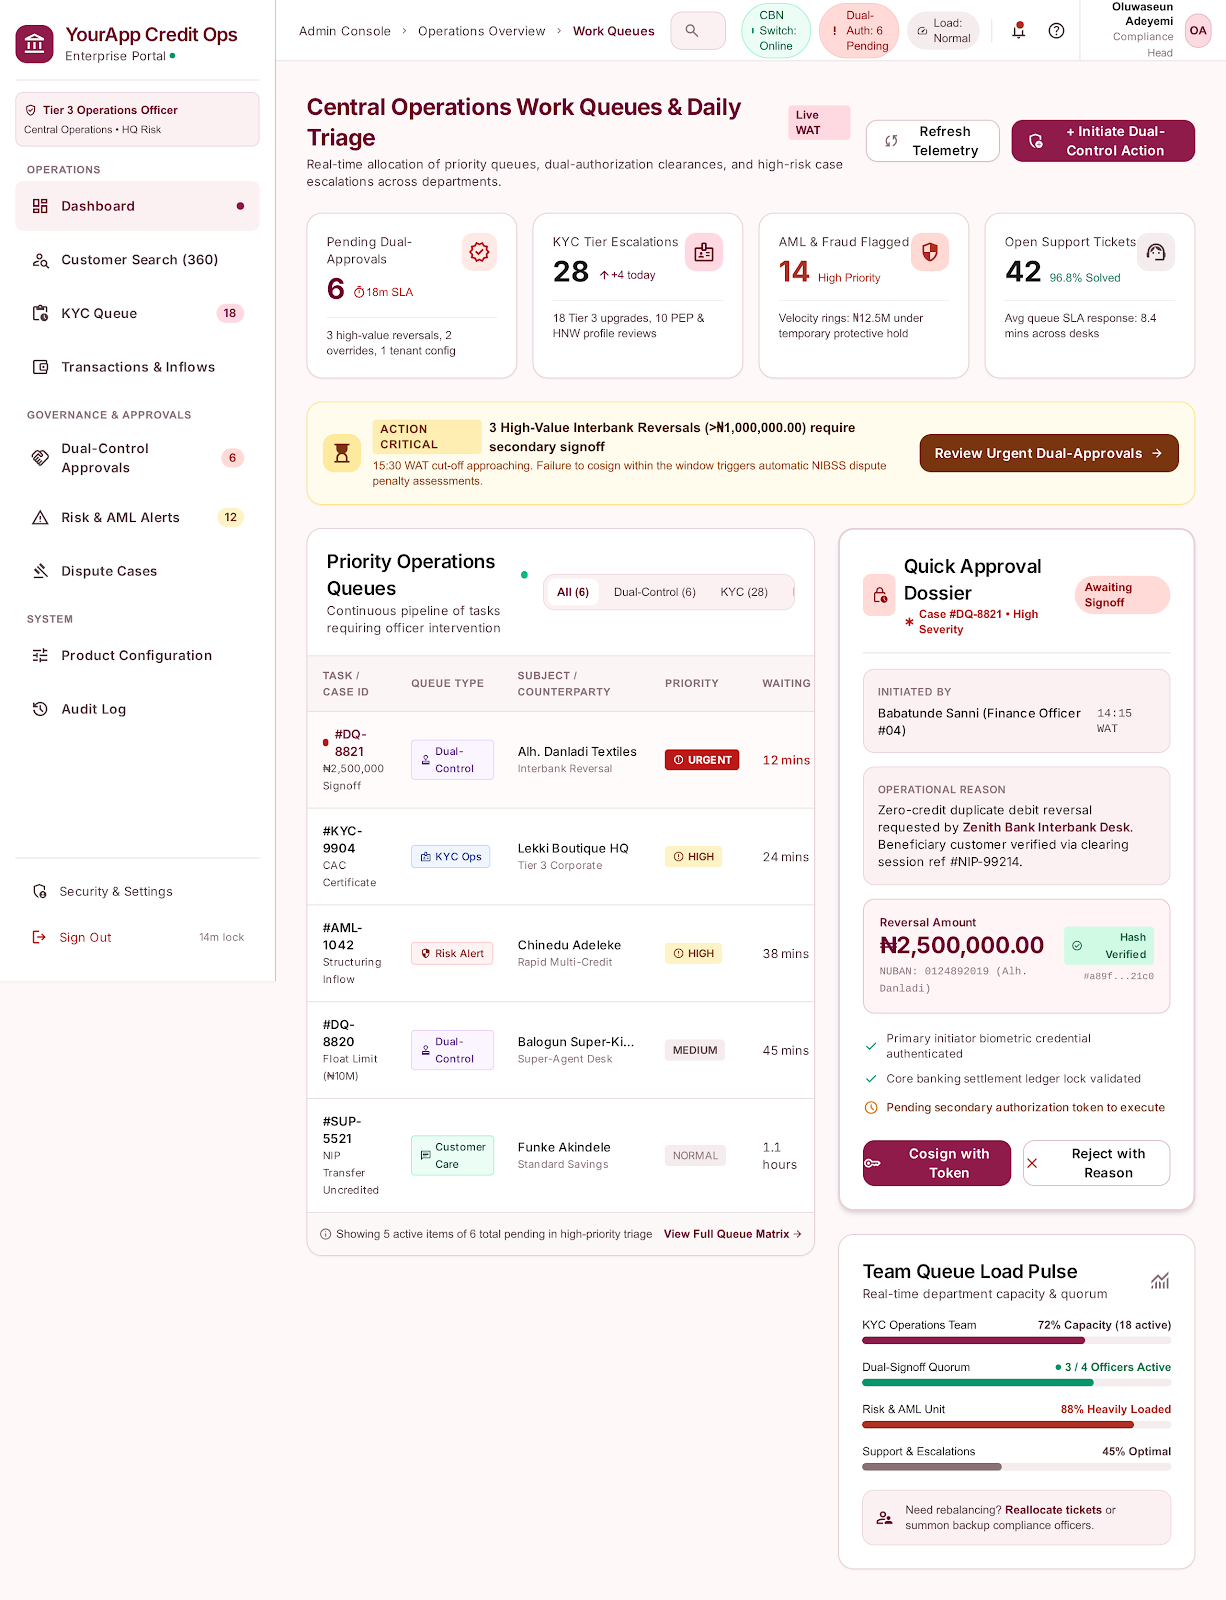 YourApp Credit Ops
Enterprise Portal
Tier 3 Operations Officer
Central Operations • HQ Risk
OPERATIONS
Dashboard
Customer Search (360)
KYC Queue
18
Transactions & Inflows
GOVERNANCE & APPROVALS
Dual-Control
Approvals
6
Risk & AML Alerts
12
Dispute Cases
SYSTEM
Product Configuration
Audit Log
Security & Settings
Sign Out
14m lock
Admin Console › Operations Overview › Work Queues
CBN
Switch:
Online
Dual-
Auth: 6
Pending
Load:
Normal
Oluwaseun
Adeyemi
Compliance
Head
OA
Central Operations Work Queues & Daily
Triage
Live
WAT
Real-time allocation of priority queues, dual-authorization clearances, and high-risk case
escalations across departments.
Refresh
Telemetry
+ Initiate Dual-
Control Action
Pending Dual-
Approvals
6
18m SLA
3 high-value reversals, 2
overrides, 1 tenant config
KYC Tier Escalations
28
+4 today
18 Tier 3 upgrades, 10 PEP &
HNW profile reviews
AML & Fraud Flagged
14
High Priority
Velocity rings: ₦12.5M under
temporary protective hold
Open Support Tickets
42
96.8% Solved
Avg queue SLA response: 8.4
mins across desks
ACTION
CRITICAL
3 High-Value Interbank Reversals (>₦1,000,000.00) require
secondary signoff
15:30 WAT cut-off approaching. Failure to cosign within the window triggers automatic NIBSS dispute
penalty assessments.
Review Urgent Dual-Approvals →
Priority Operations
Queues
Continuous pipeline of tasks
requiring officer intervention
All (6)
Dual-Control (6)
KYC (28)
TASK /
CASE ID
QUEUE TYPE
SUBJECT /
COUNTERPARTY
PRIORITY
WAITING
#DQ-
8821
₦2,500,000
Signoff
Dual-
Control
Alh. Danladi Textiles
Interbank Reversal
URGENT
12 mins
#KYC-
9904
CAC
Certificate
KYC Ops
Lekki Boutique HQ
Tier 3 Corporate
HIGH
24 mins
#AML-
1042
Structuring
Inflow
Risk Alert
Chinedu Adeleke
Rapid Multi-Credit
HIGH
38 mins
#DQ-
8820
Float Limit
(₦10M)
Dual-
Control
Balogun Super-Ki...
Super-Agent Desk
MEDIUM
45 mins
#SUP-
5521
NIP
Transfer
Uncredited
Customer
Care
Funke Akindele
Standard Savings
NORMAL
1.1
hours
Showing 5 active items of 6 total pending in high-priority triage
View Full Queue Matrix →
Quick Approval
Dossier
Case #DQ-8821 • High
Severity
Awaiting
Signoff
INITIATED BY
Babatunde Sanni (Finance Officer
#04)
14:15
WAT
OPERATIONAL REASON
Zero-credit duplicate debit reversal
requested by Zenith Bank Interbank Desk.
Beneficiary customer verified via clearing
session ref #NIP-99214.
Reversal Amount
₦2,500,000.00
NUBAN: 0124892019 (Alh.
Danladi)
Hash
Verified
#a89f...21c0
Primary initiator biometric credential
authenticated
Core banking settlement ledger lock validated
Pending secondary authorization token to execute
Cosign with
Token
Reject with
Reason
Team Queue Load Pulse
Real-time department capacity & quorum
KYC Operations Team
72% Capacity (18 active)
Dual-Signoff Quorum
3 / 4 Officers Active
Risk & AML Unit
88% Heavily Loaded
Support & Escalations
45% Optimal
Need rebalancing? Reallocate tickets or
summon backup compliance officers.